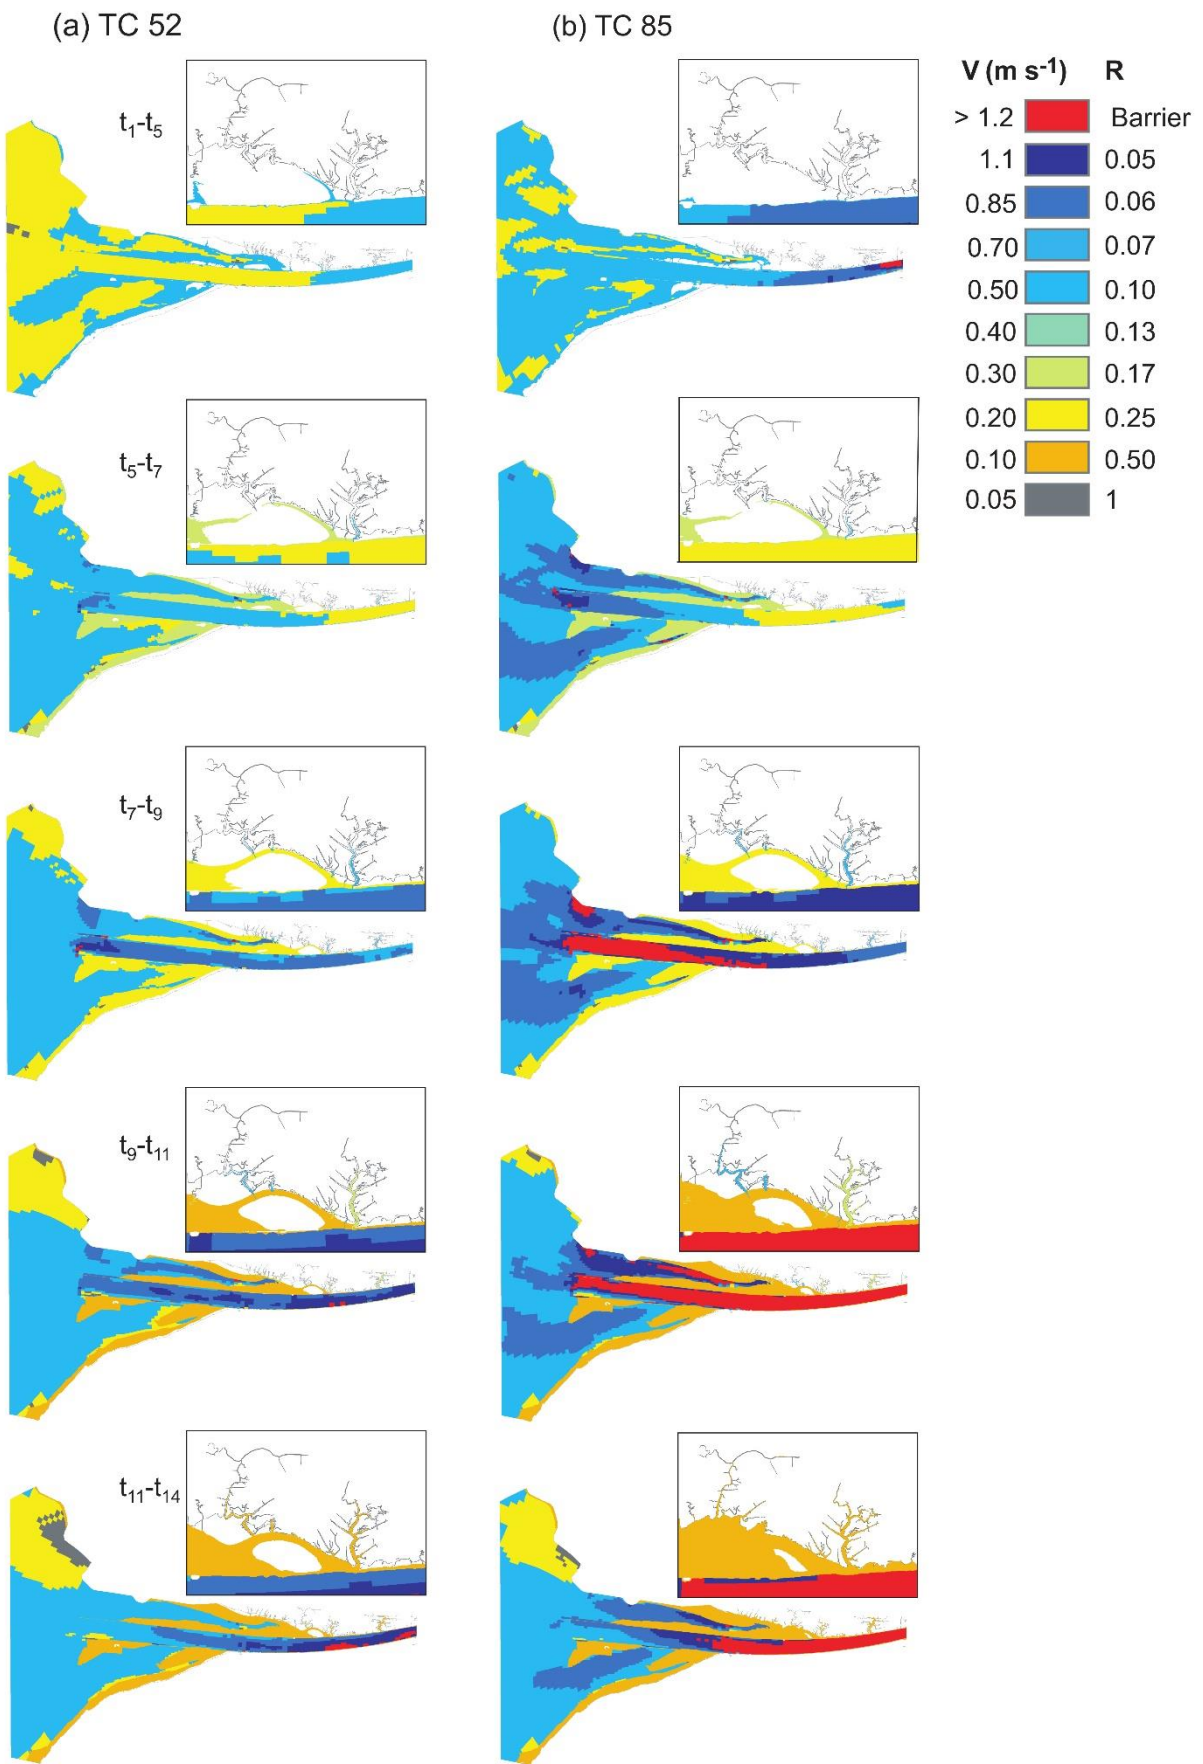 (a) TC 52
(b) TC 85
V (m s⁻¹) R
> 1.2 Barrier
1.1 0.05
0.85 0.06
0.70 0.07
0.50 0.10
0.40 0.13
0.30 0.17
0.20 0.25
0.10 0.50
0.05 1
t₁-t₅
t₅-t₇
t₇-t₉
t₉-t₁₁
t₁₁-t₁₄